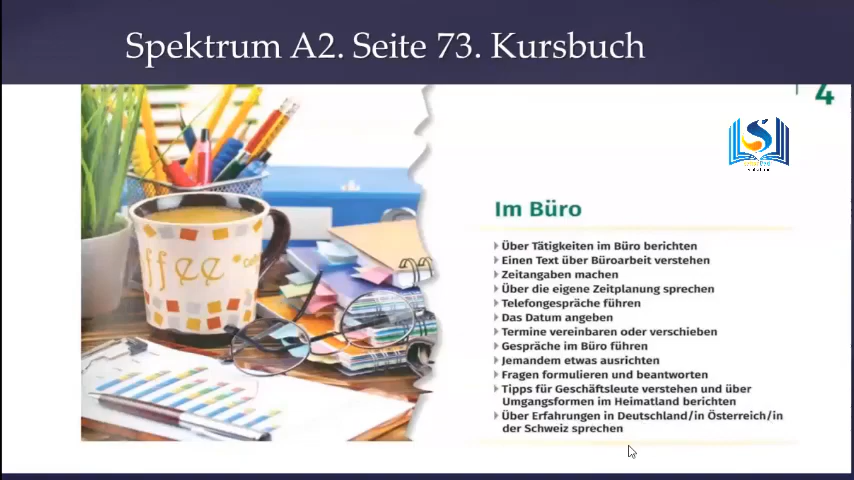 Spektrum A2. Seite 73. Kursbuch
4
Im Büro
Über Tätigkeiten im Büro berichten
Einen Text über Büroarbeit verstehen
Zeitangaben machen
Über die eigene Zeitplanung sprechen
Telefongespräche führen
Das Datum angeben
Termine vereinbaren oder verschieben
Gespräche im Büro führen
Jemandem etwas ausrichten
Fragen formulieren und beantworten
Tipps für Geschäftsleute verstehen und über
Umgangsformen im Heimatland berichten
Über Erfahrungen in Deutschland/in Österreich/in
der Schweiz sprechen
ffee